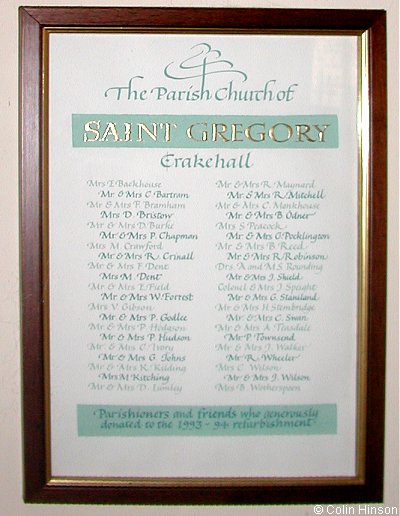 The Parish Church of
SAINT GREGORY
Crakehall
Mrs E Backhouse
Mr & Mrs C Bartram
Mr & Mrs F. Bramham
Mrs D. Bristow
Mr & Mrs D. Burke
Mr & Mrs P. Chapman
Mrs M. Crawford
Mr & Mrs R. Crinall
Mr & Mrs F. Dent
Mrs M. Dent
Mr & Mrs E. Field
Mr & Mrs W. Forrest
Mrs V. Gibson
Mr & Mrs P. Godlee
Mr & Mrs P. Hodgson
Mr & Mrs P. Hudson
Mr & Mrs C. Ivory
Mr & Mrs G. Johns
Mr & Mrs R. Kilding
Mrs M Kitching
Mr & Mrs D. Lumley
Mr & Mrs R. Maynard
Mr & Mrs R. Mitchell
Mr & Mrs C. Monkhouse
Mr & Mrs B. Odner
Mrs S Peacock
Mr & Mrs G. Pocklington
Mr & Mrs B. Reed
Mr & Mrs R Robinson
Drs. A and M.S. Rounding
Mr & Mrs J. Shield
Colonel & Mrs J. Speight
Mr & Mrs G. Staniland
Mr & Mrs H. Stembridge
Mr & Mrs C. Swan
Mr & Mrs A. Teasdale
Mr P. Townsend
Mr & Mrs J. Walker
Mr R. Wheeler
Mrs C. Wilson
Mr & Mrs J. Wilson
Mrs B. Wotherspoon
Parishioners and friends who generously
donated to the 1993-94 refurbishment
© Colin Hinson